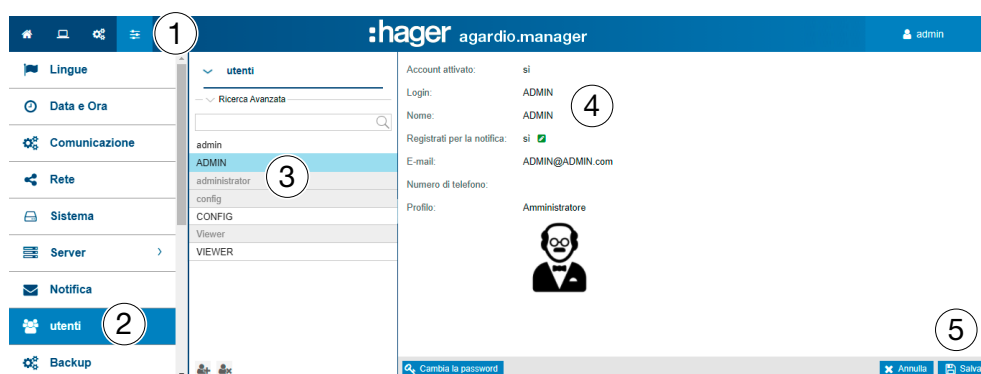 1
:hager agardio.manager
admin
Lingue
Data e Ora
Comunicazione
Rete
Sistema
Server
Notifica
utenti
2
Backup
utenti
Ricerca Avanzata
admin
ADMIN
administrator
3
config
CONFIG
Viewer
VIEWER
Account attivato: si
Login: ADMIN
Nome: ADMIN
4
Registrati per la notifica: si
E-mail: ADMIN@ADMIN.com
Numero di telefono:
Profilo: Amministratore
5
Cambia la password
Annulla
Salva